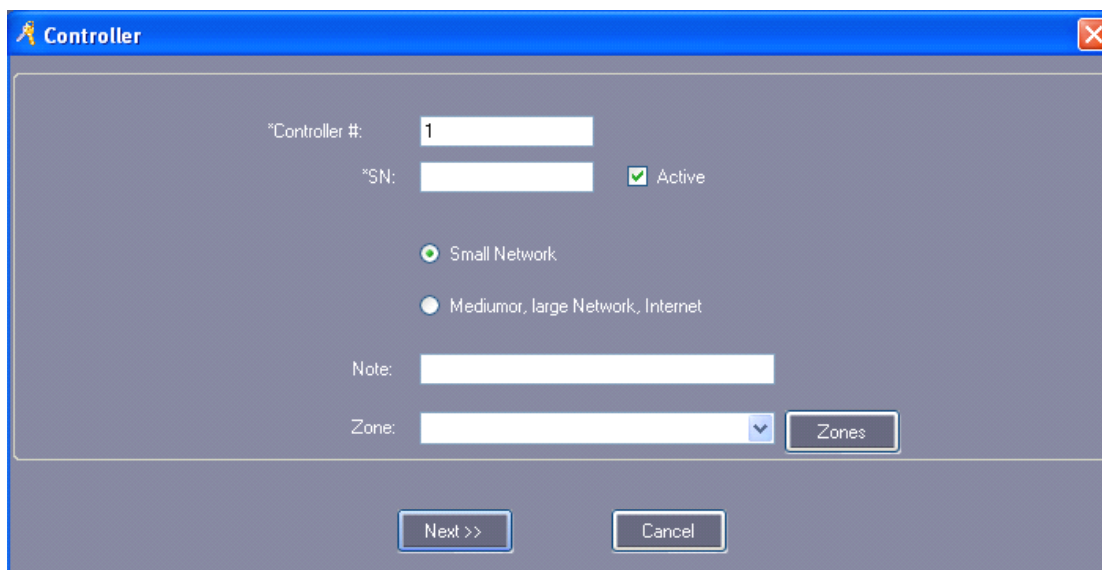 Controller
*Controller #: 1
*SN: Active
Small Network
Mediumor, large Network, Internet
Note:
Zone: Zones
Next >> Cancel